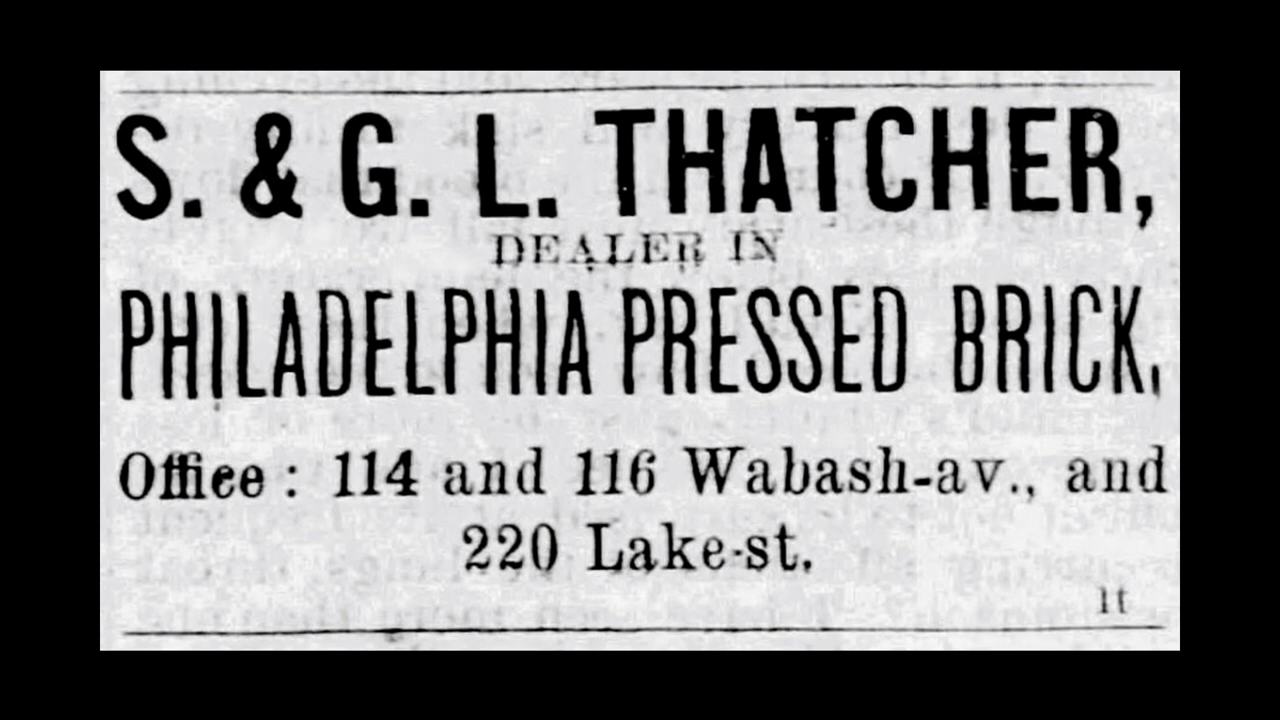 S. & G. L. THATCHER,
DEALER IN
PHILADELPHIA PRESSED BRICK,
Office : 114 and 116 Wabash-av., and
220 Lake-st.
1t